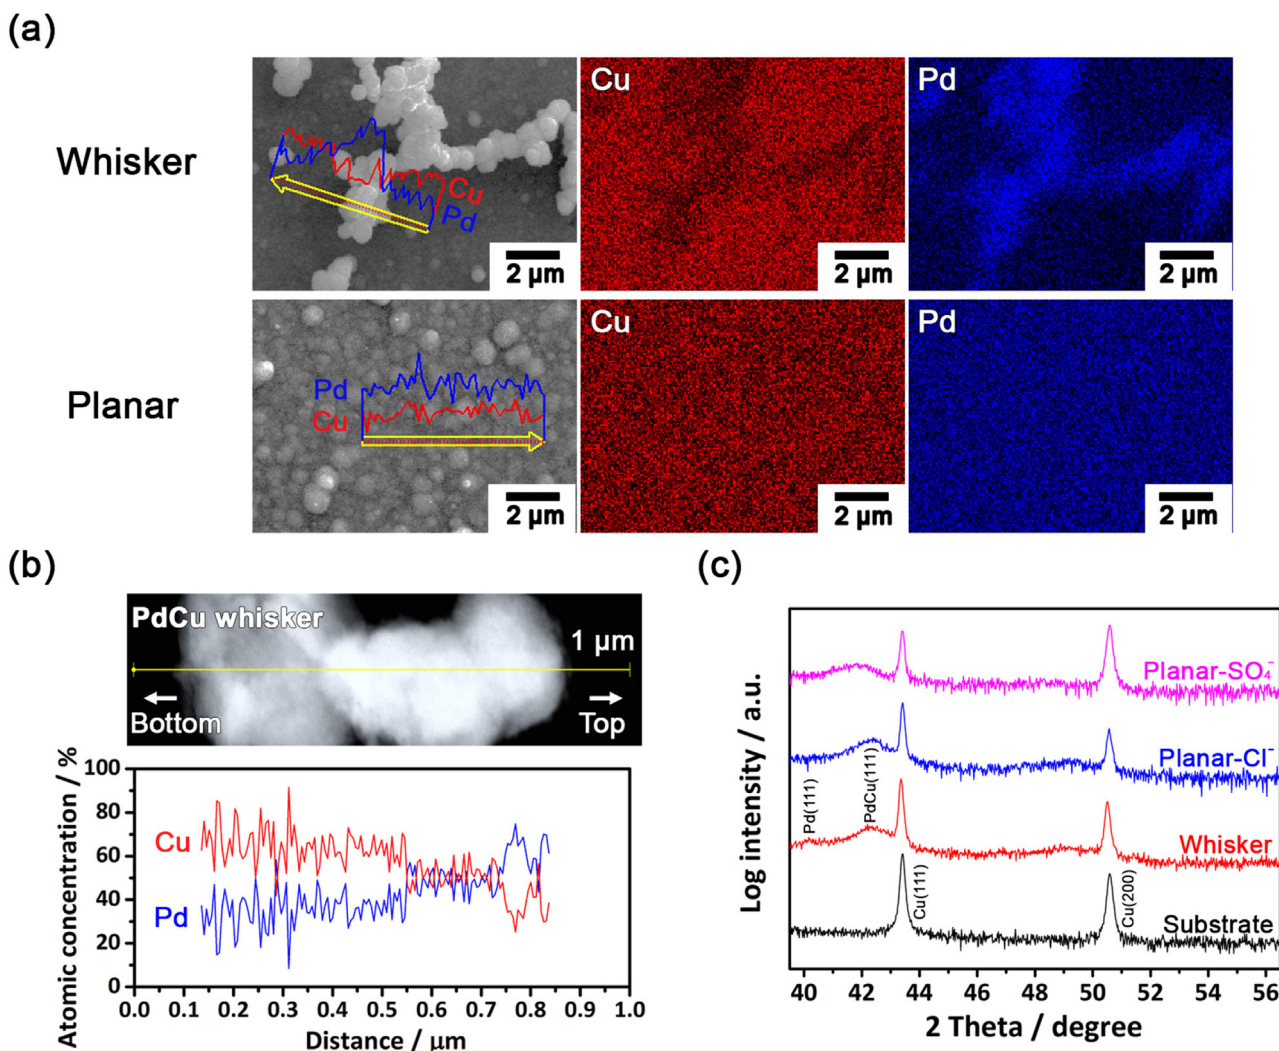 (a)
Whisker
Cu
Pd
2 μm
Cu
2 μm
Pd
2 μm
Planar
Pd
Cu
2 μm
Cu
2 μm
Pd
2 μm
(b)
PdCu whisker
1 μm
Bottom
Top
Atomic concentration / %
100
80
60
40
20
0
Cu
Pd
0.0 0.1 0.2 0.3 0.4 0.5 0.6 0.7 0.8 0.9 1.0
Distance / μm
(c)
Log intensity / a.u.
Planar-SO₄⁻
Planar-Cl⁻
Pd(111)
PdCu(111)
Whisker
Cu(111)
Cu(200)
Substrate
40 42 44 46 48 50 52 54 56
2 Theta / degree